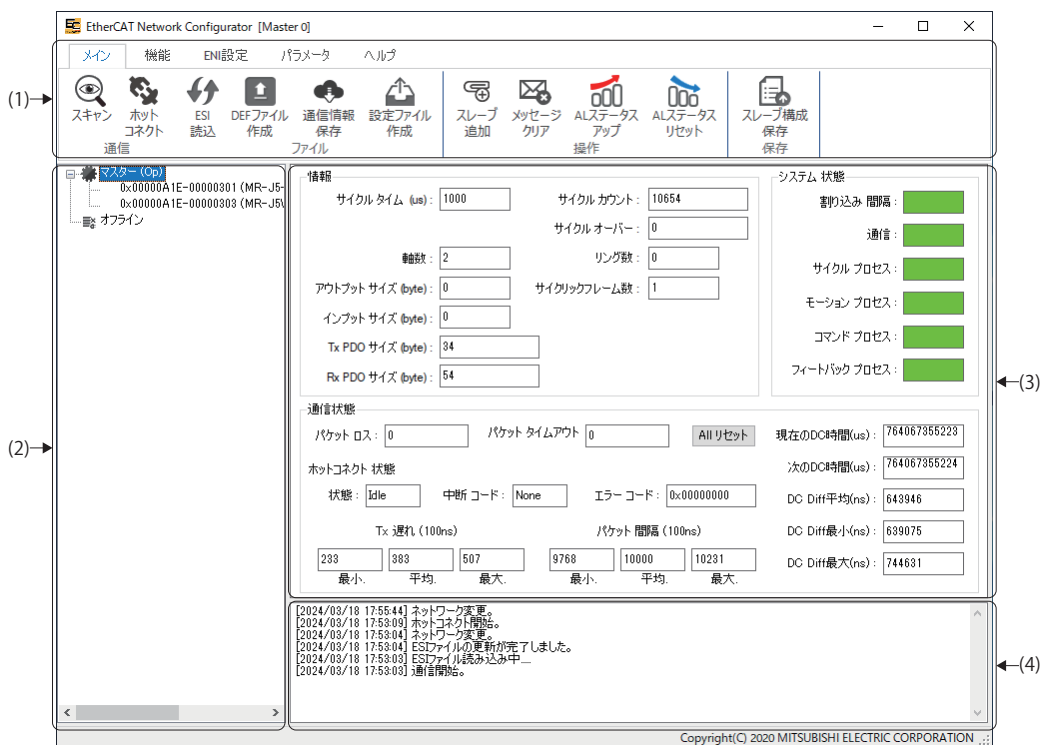 EtherCAT Network Configurator [Master 0]
メイン 機能 ENI設定 パラメータ ヘルプ
(1)
スキャン ホットコネクト ESI読込 DEFファイル作成 通信情報保存 設定ファイル作成 スレーブ追加 メッセージクリア ALステータスアップ ALステータスリセット スレーブ構成保存
通信 ファイル 操作 保存
(2)
マスター (Op)
0x00000A1E-00000301 (MR-J5-
0x00000A1E-00000303 (MR-J5\
オフライン
(3)
情報
サイクル タイム (us) : 1000
サイクル カウント : 10654
サイクル オーバー : 0
軸数 : 2
リング数 : 0
アウトプット サイズ (byte) : 0
サイクリックフレーム数 : 1
インプット サイズ (byte) : 0
Tx PDO サイズ (byte) : 34
Rx PDO サイズ (byte) : 54
システム 状態
割り込み 間隔 :
通信 :
サイクル プロセス :
モーション プロセス :
コマンド プロセス :
フィードバック プロセス :
通信状態
パケット ロス : 0 パケット タイムアウト 0 All リセット
ホットコネクト 状態
状態 : Idle 中断 コード : None エラー コード : 0x00000000
Tx 遅れ (100ns) パケット 間隔 (100ns)
233 383 507 9768 10000 10231
最小. 平均. 最大. 最小. 平均. 最大.
現在のDC時間(us) : 764067355223
次のDC時間(us) : 764067355224
DC Diff平均(ns) : 643946
DC Diff最小(ns) : 639075
DC Diff最大(ns) : 744631
(4)
[2024/03/18 17:55:44] ネットワーク変更。
[2024/03/18 17:53:09] ホットコネクト開始。
[2024/03/18 17:53:04] ネットワーク変更。
[2024/03/18 17:53:04] ESIファイルの更新が完了しました。
[2024/03/18 17:53:03] ESIファイル読み込み中...
[2024/03/18 17:53:03] 通信開始。
Copyright(C) 2020 MITSUBISHI ELECTRIC CORPORATION